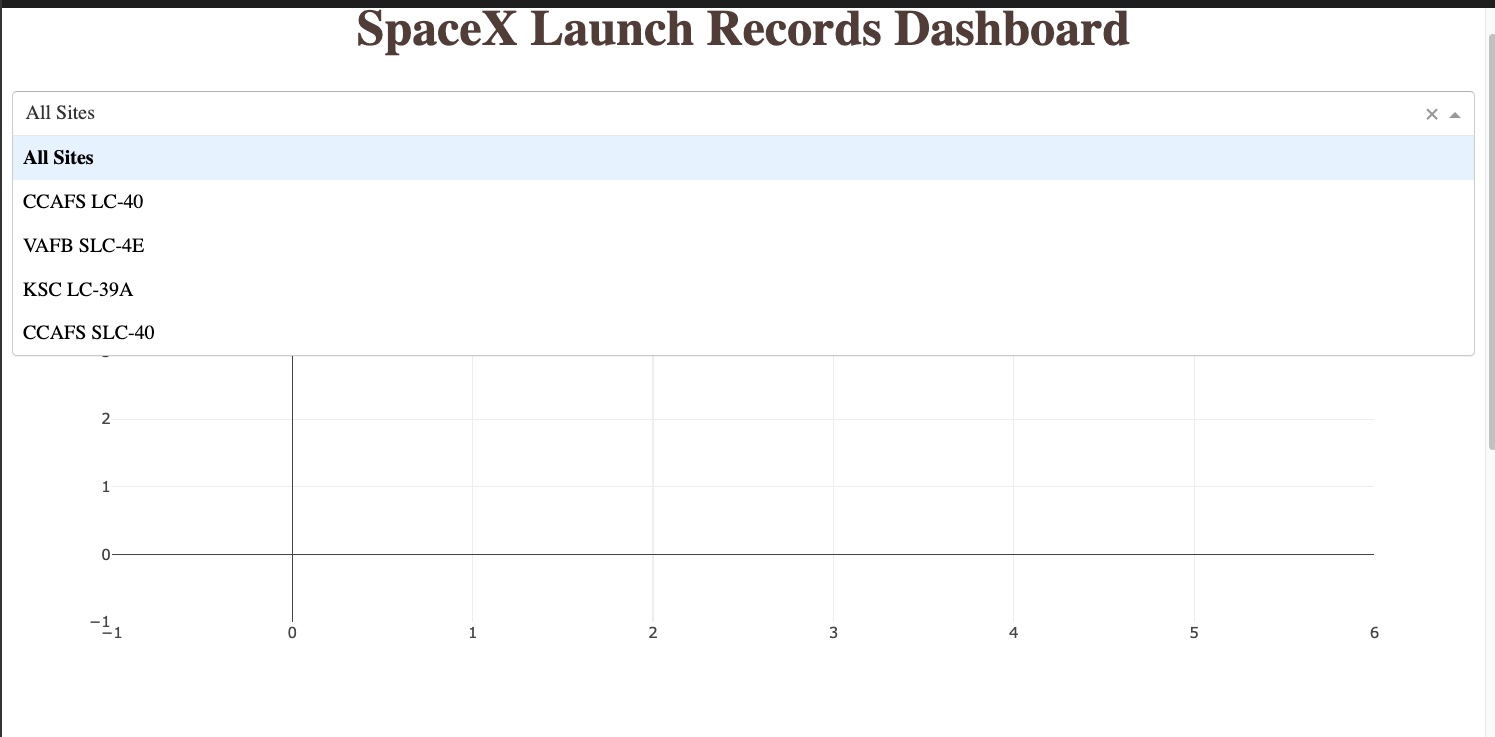 SpaceX Launch Records Dashboard
All Sites
All Sites
CCAFS LC-40
VAFB SLC-4E
KSC LC-39A
CCAFS SLC-40
2
1
0
−1
−1 0 1 2 3 4 5 6